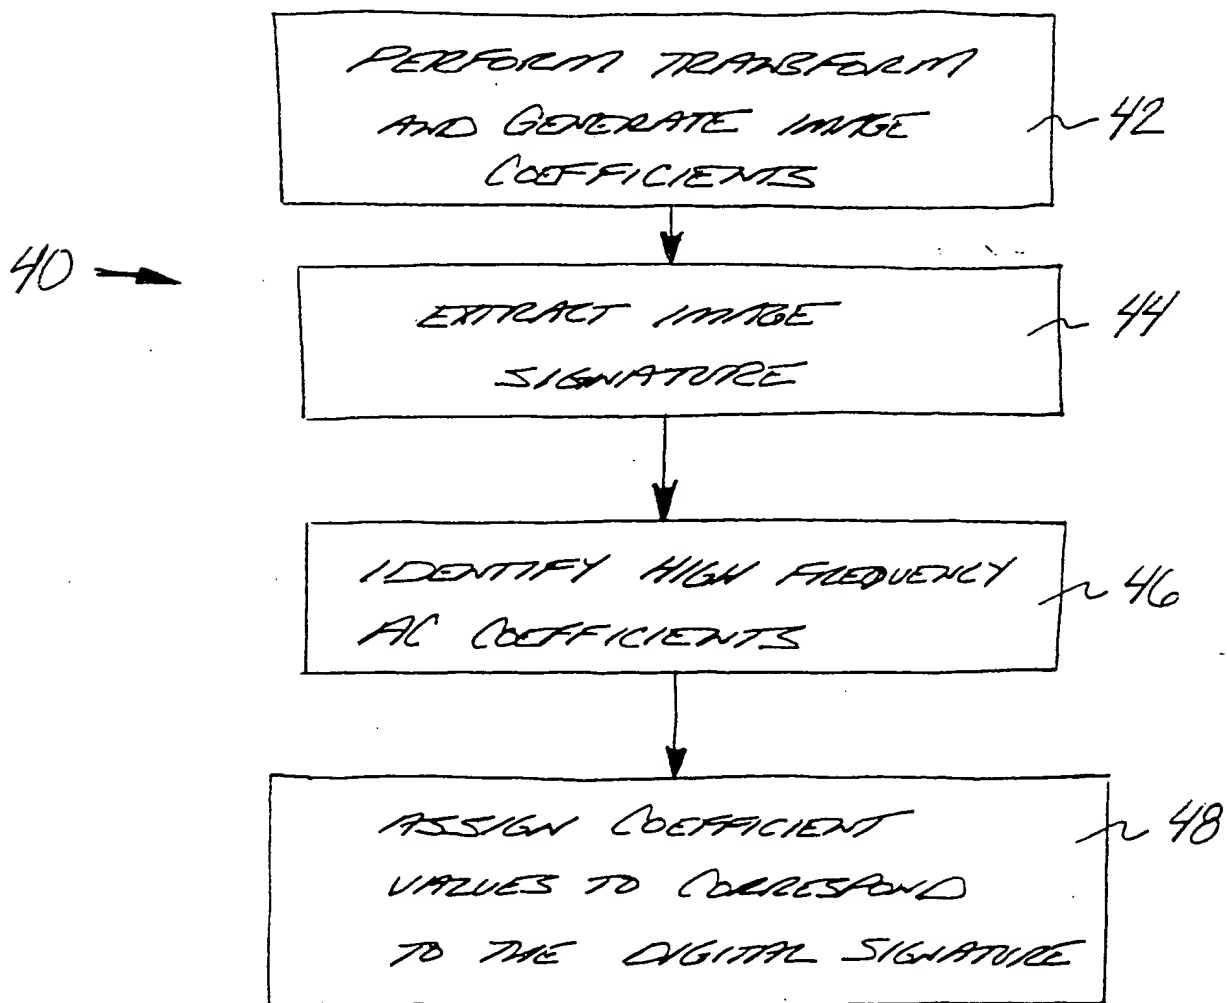 PERFORM TRANSFORM
AND GENERATE IMAGE
COEFFICIENTS
42
40
EXTRACT IMAGE
SIGNATURE
44
IDENTIFY HIGH FREQUENCY
AC COEFFICIENTS
46
ASSIGN COEFFICIENT
VALUES TO CORRESPOND
TO THE DIGITAL SIGNATURE
48